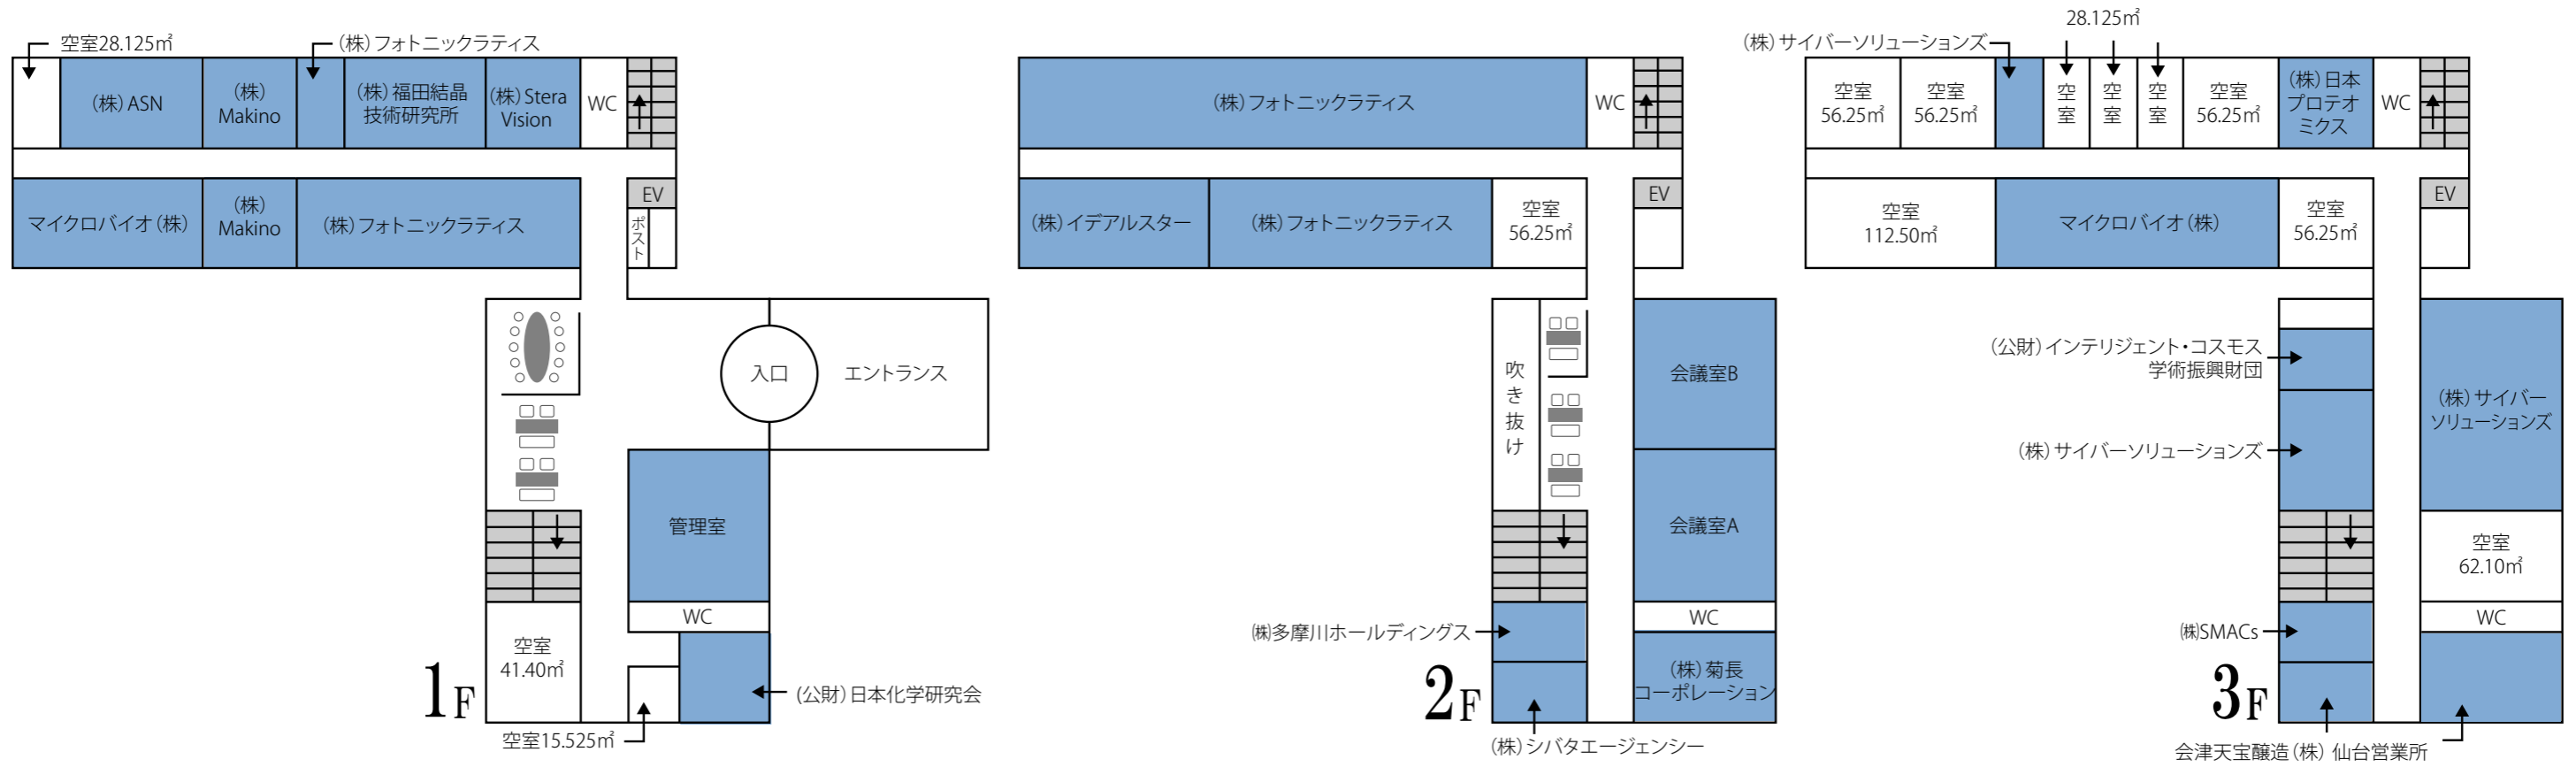 空室28.125㎡
(株)フォトニックラティス
(株)ASN
(株)
Makino
(株)福田結晶
技術研究所
(株)Stera
Vision
WC
マイクロバイオ(株)
(株)
Makino
(株)フォトニックラティス
EV
ポスト
入口
エントランス
管理室
WC
空室
41.40㎡
(公財)日本化学研究会
空室15.525㎡
1F
(株)フォトニックラティス
WC
(株)イデアルスター
(株)フォトニックラティス
空室
56.25㎡
EV
吹き抜け
会議室B
会議室A
WC
㈱多摩川ホールディングス
(株)菊長
コーポレーション
(株)シバタエージェンシー
2F
28.125㎡
(株)サイバーソリューションズ
空室
56.25㎡
空室
56.25㎡
空室
空室
空室
空室
56.25㎡
(株)日本
プロテオ
ミクス
WC
空室
112.50㎡
マイクロバイオ(株)
空室
56.25㎡
EV
(公財)インテリジェント・コスモス
学術振興財団
(株)サイバー
ソリューションズ
(株)サイバーソリューションズ
空室
62.10㎡
WC
㈱SMACs
会津天宝醸造(株) 仙台営業所
3F